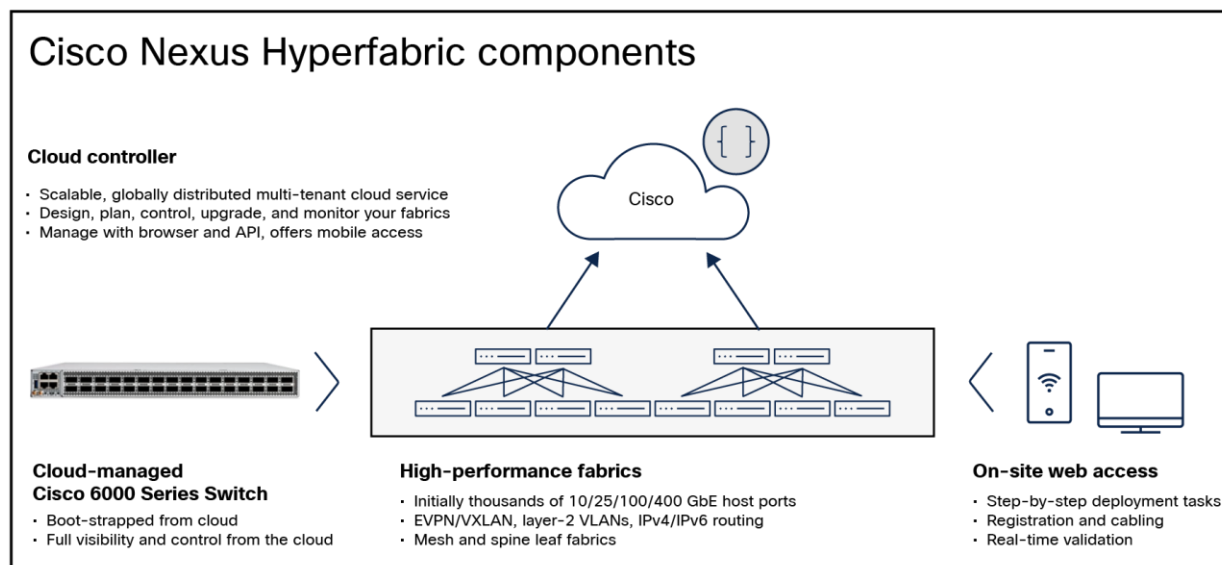 Cisco Nexus Hyperfabric components
Cloud controller
· Scalable, globally distributed multi-tenant cloud service
· Design, plan, control, upgrade, and monitor your fabrics
· Manage with browser and API, offers mobile access
{ }
Cisco
Cloud-managed
Cisco 6000 Series Switch
· Boot-strapped from cloud
· Full visibility and control from the cloud
High-performance fabrics
· Initially thousands of 10/25/100/400 GbE host ports
· EVPN/VXLAN, layer-2 VLANs, IPv4/IPv6 routing
· Mesh and spine leaf fabrics
On-site web access
· Step-by-step deployment tasks
· Registration and cabling
· Real-time validation